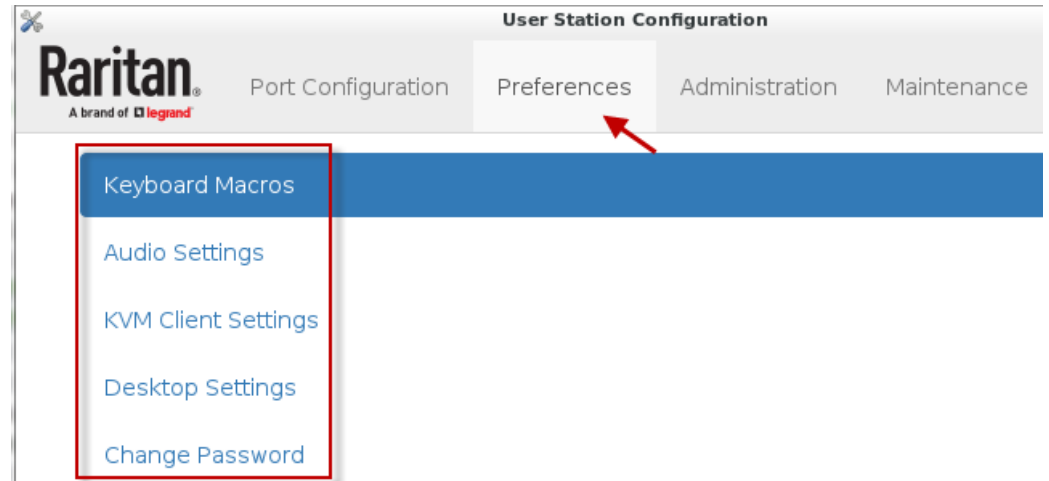 User Station Configuration
Raritan.
A brand of legrand
Port Configuration Preferences Administration Maintenance
Keyboard Macros
Audio Settings
KVM Client Settings
Desktop Settings
Change Password